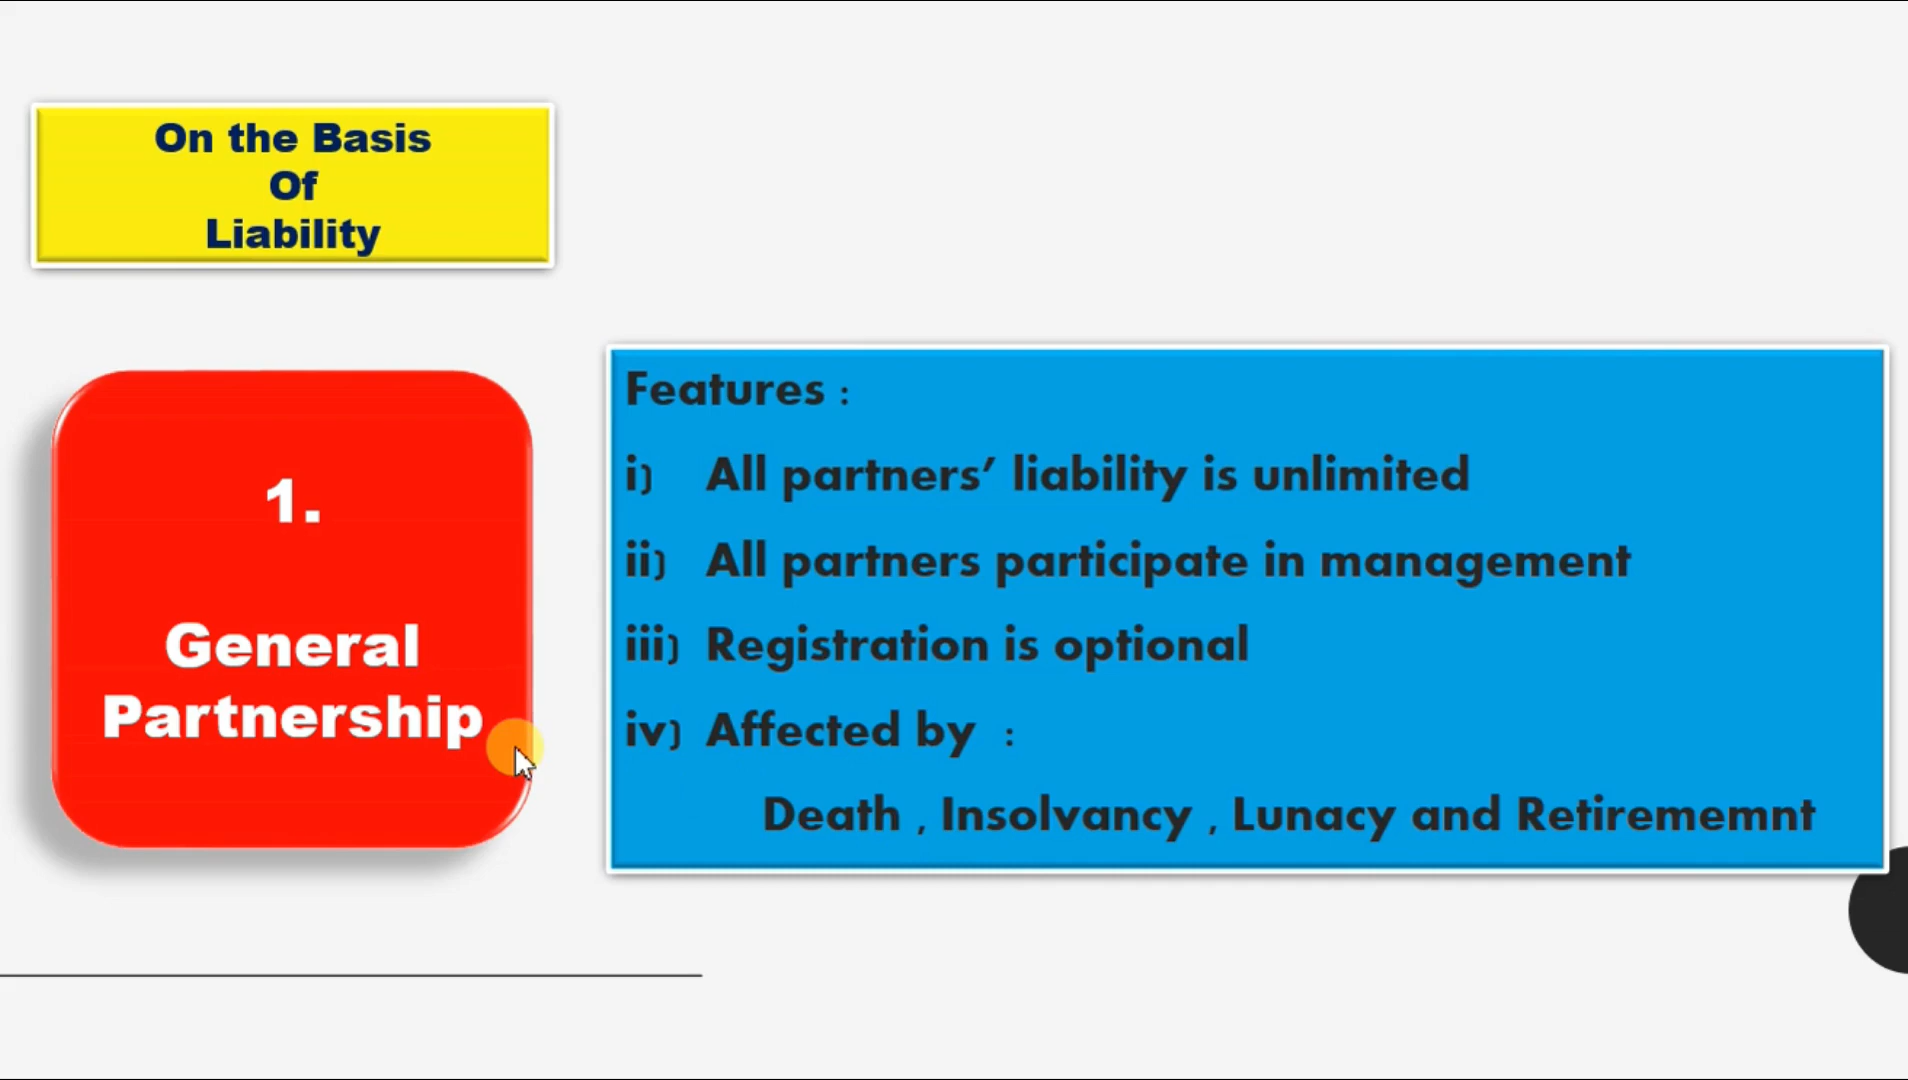 On the Basis
Of
Liability
1.
General
Partnership
Features :
i) All partners’ liability is unlimited
ii) All partners participate in management
iii) Registration is optional
iv) Affected by :
Death , Insolvancy , Lunacy and Retirememnt